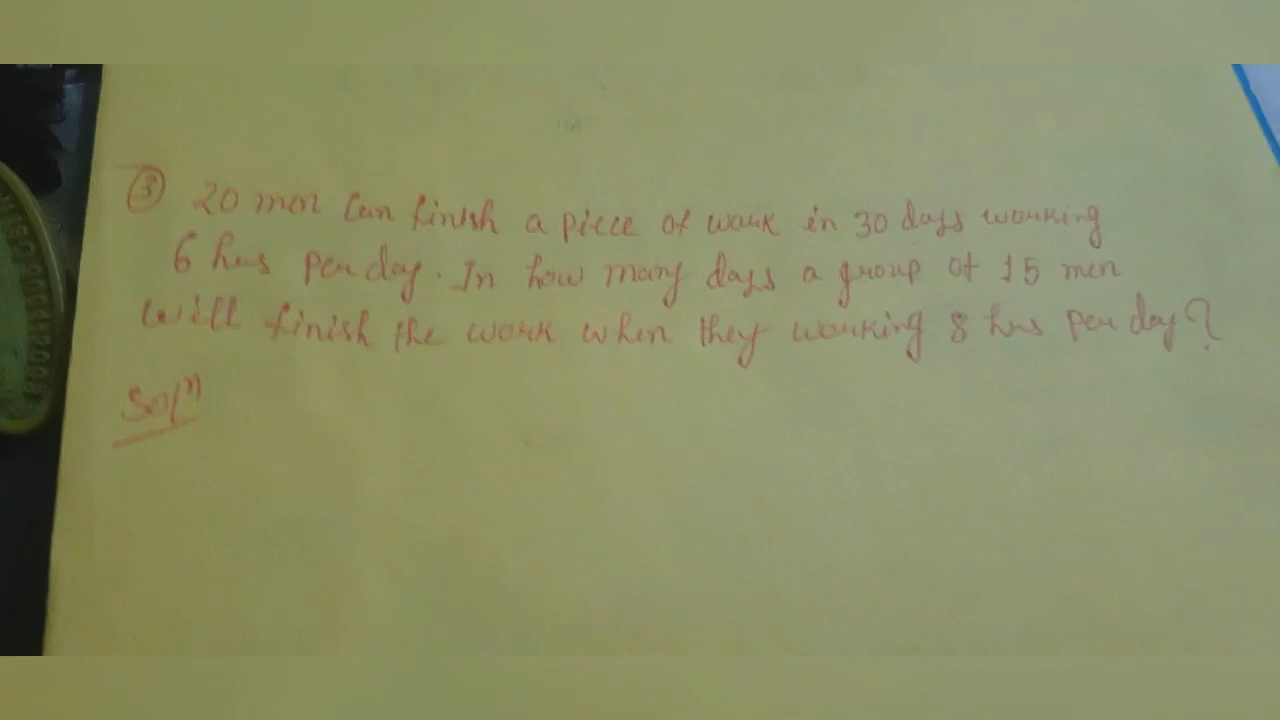 ③ 20 men can finish a piece of work in 30 days working
6 hrs per day. In how many days a group of 15 men
will finish the work when they working 8 hrs per day?
Solⁿ